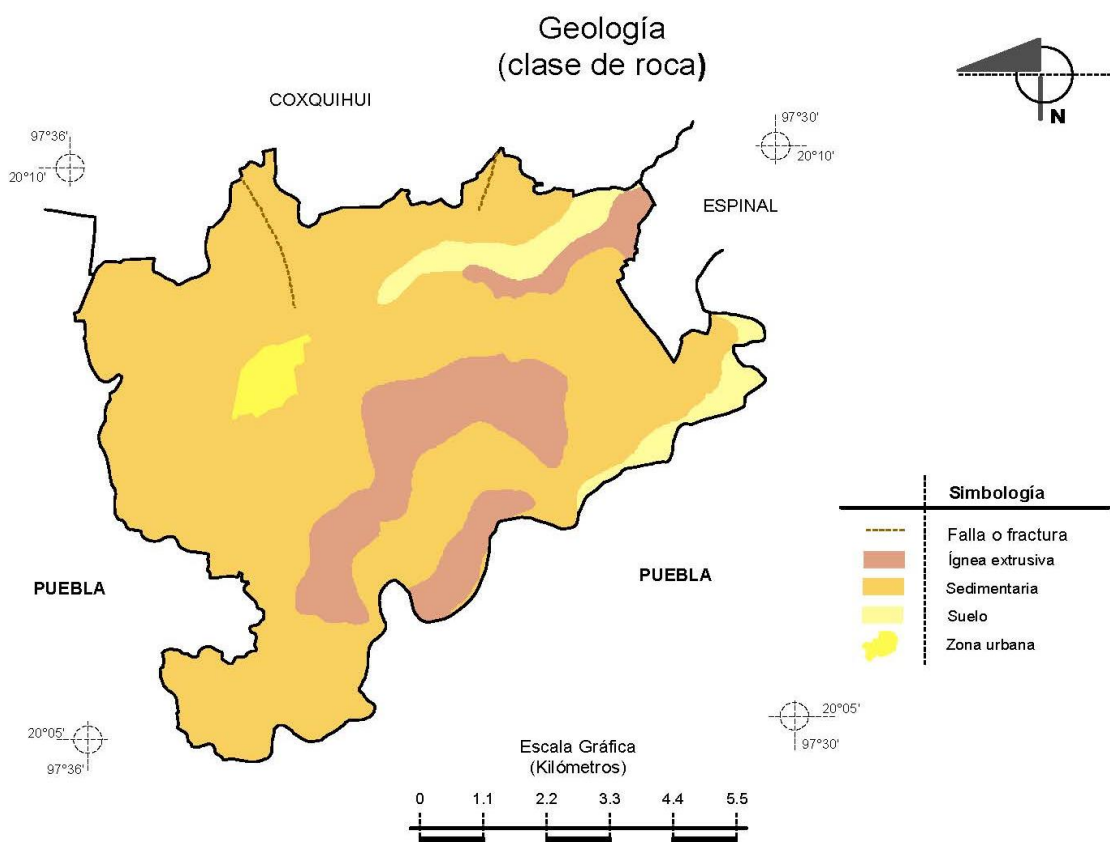 Geología
(clase de roca)
N
COXQUIHUI
97°36'
20°10'
97°30'
20°10'
ESPINAL
PUEBLA
PUEBLA
Simbología
Falla o fractura
Ígnea extrusiva
Sedimentaria
Suelo
Zona urbana
20°05'
97°36'
20°05'
97°30'
Escala Gráfica
(Kilómetros)
0 1.1 2.2 3.3 4.4 5.5